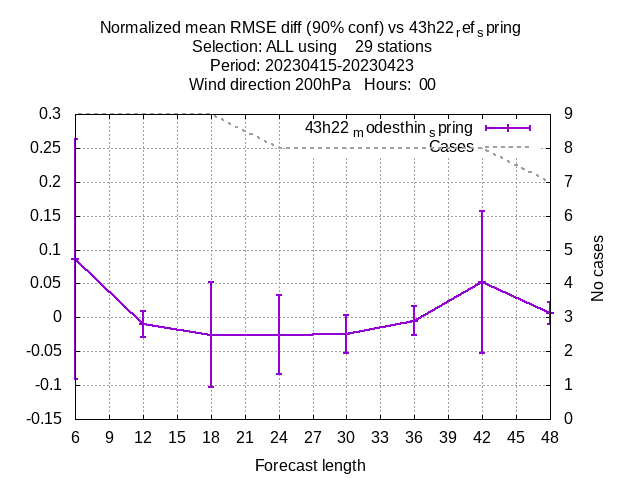 Normalized mean RMSE diff (90% conf) vs 43h22 ref spring
Selection: ALL using 29 stations
Period: 20230415-20230423
Wind direction 200hPa Hours: 00
43h22 modesthin spring
Cases
0.3
0.25
0.2
0.15
0.1
0.05
0
-0.05
-0.1
-0.15
9
8
7
6
5
4
3
2
1
0
No cases
6 9 12 15 18 21 24 27 30 33 36 39 42 45 48
Forecast length